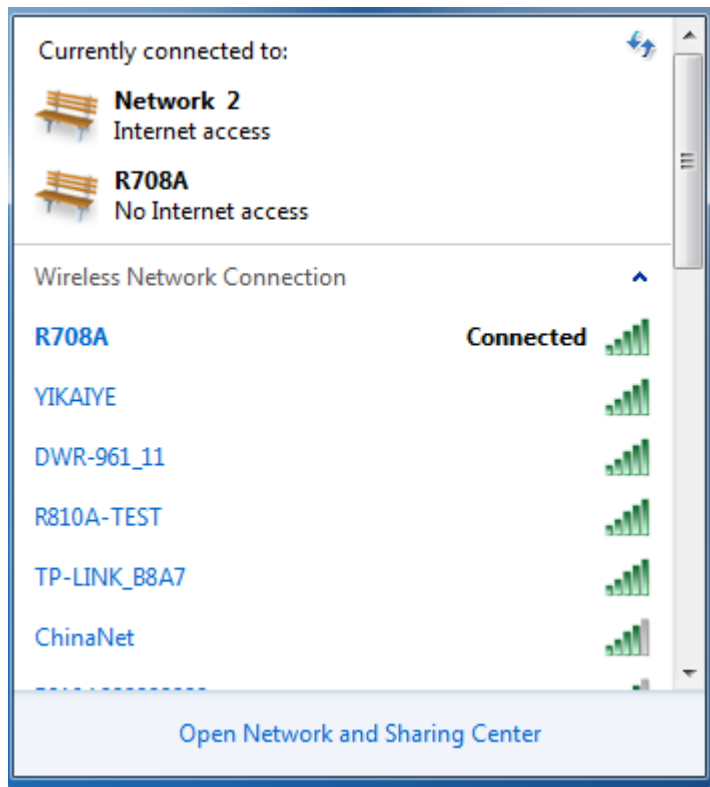 Currently connected to:
Network 2
Internet access
R708A
No Internet access
Wireless Network Connection
R708A Connected
YIKAIYE
DWR-961_11
R810A-TEST
TP-LINK_B8A7
ChinaNet
Open Network and Sharing Center